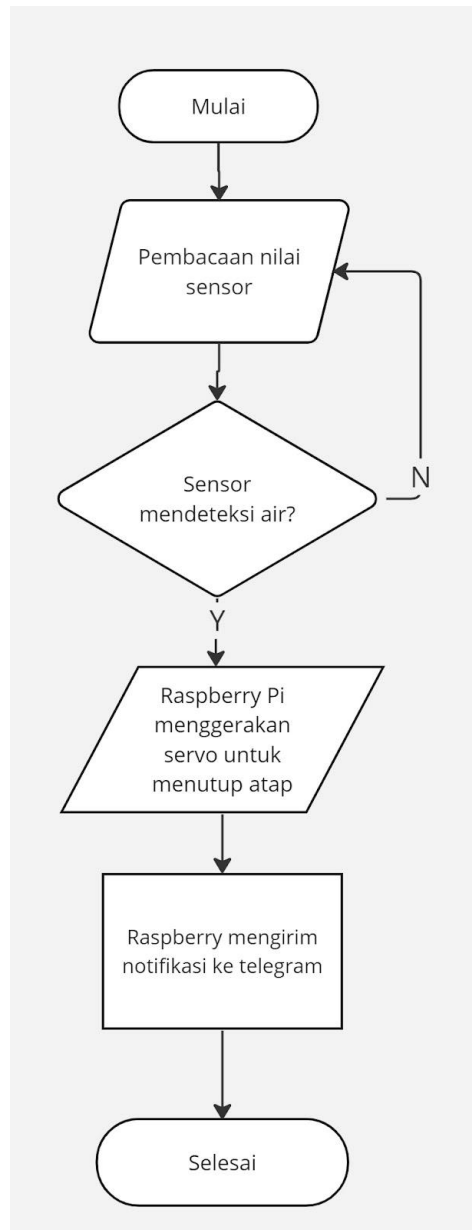 Mulai
Pembacaan nilai
sensor
Sensor
mendeteksi air?
N
Y
Raspberry Pi
menggerakan
servo untuk
menutup atap
Raspberry mengirim
notifikasi ke telegram
Selesai